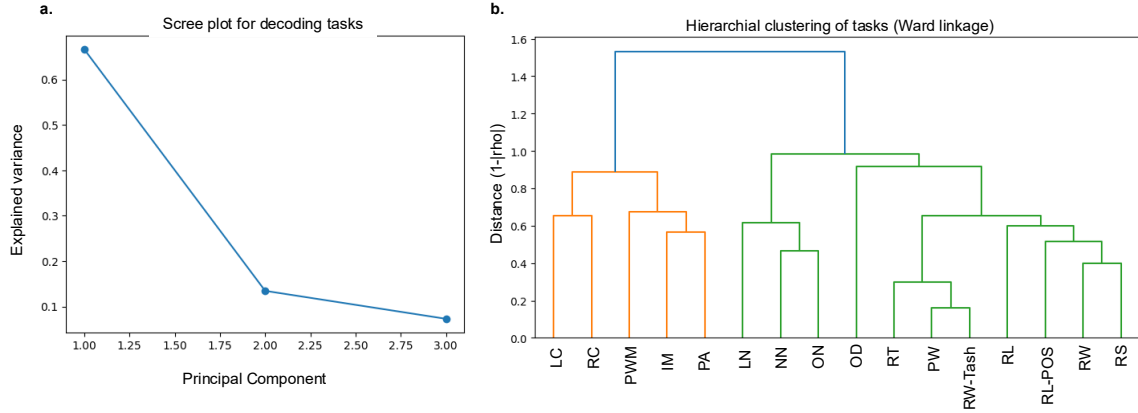 a.
Scree plot for decoding tasks
Explained variance
0.6
0.5
0.4
0.3
0.2
0.1
1.00 1.25 1.50 1.75 2.00 2.25 2.50 2.75 3.00
Principal Component
b.
Hierarchial clustering of tasks (Ward linkage)
Distance (1-|rho|)
1.6
1.4
1.2
1.0
0.8
0.6
0.4
0.2
0.0
LC RC PWM IM PA LN NN ON OD RT PW RW-Tash RL RL-POS RW RS